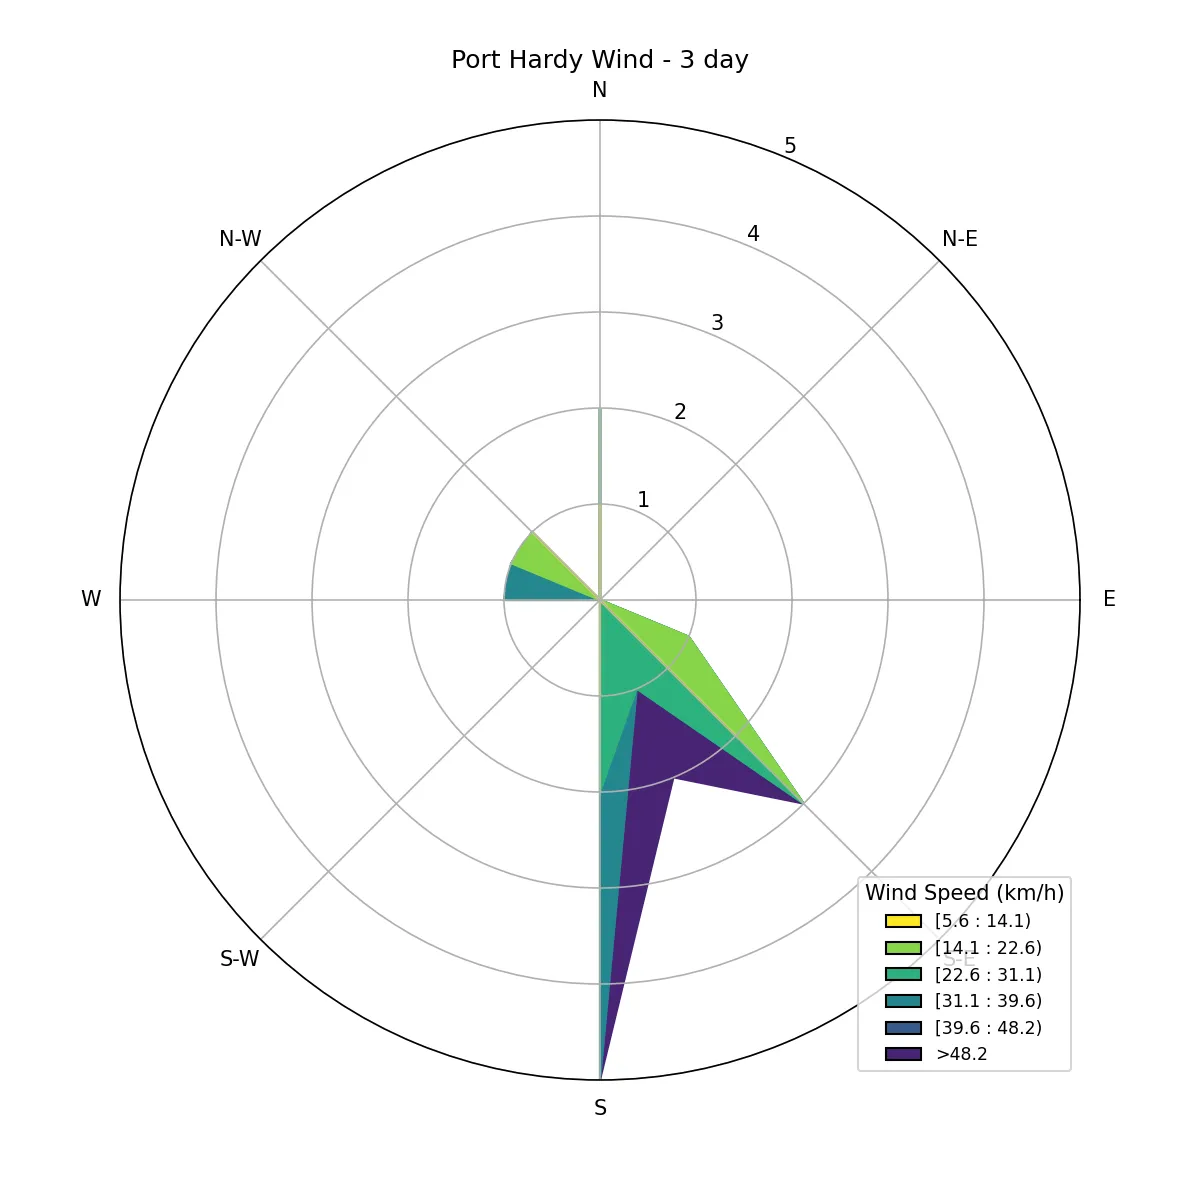 Port Hardy Wind - 3 day
N
5
N-W
N-E
4
3
2
1
W
E
Wind Speed (km/h)
[5.6 : 14.1)
[14.1 : 22.6)
S-W
S-E
[22.6 : 31.1)
[31.1 : 39.6)
[39.6 : 48.2)
>48.2
S